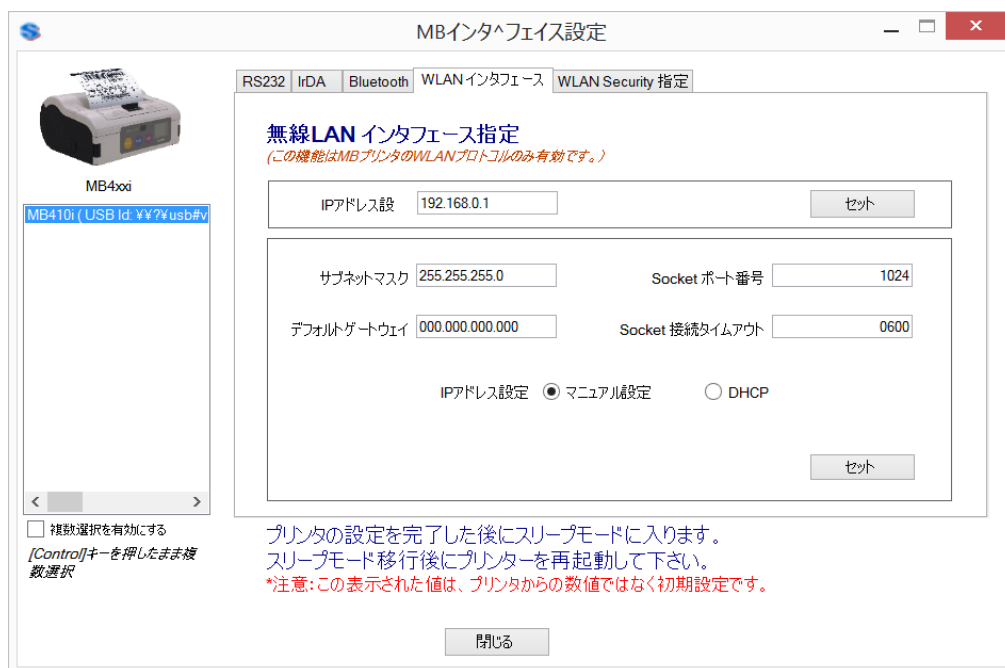 MBインタ^フェイス設定
RS232
IrDA
Bluetooth
WLANインタフェース
WLAN Security 指定
無線LAN インタフェース指定
(この機能はMBプリンタのWLANプロトコルのみ有効です。)
MB4xxi
MB410i ( USB Id: ¥¥?¥usb#v
IPアドレス設
192.168.0.1
セット
サブネットマスク
255.255.255.0
Socket ポート番号
1024
デフォルトゲートウェイ
000.000.000.000
Socket 接続タイムアウト
0600
IPアドレス設定
マニュアル設定
DHCP
セット
複数選択を有効にする
[Control]キーを押したまま複
数選択
プリンタの設定を完了した後にスリープモードに入ります。
スリープモード移行後にプリンターを再起動して下さい。
*注意:この表示された値は、プリンタからの数値ではなく初期設定です。
閉じる